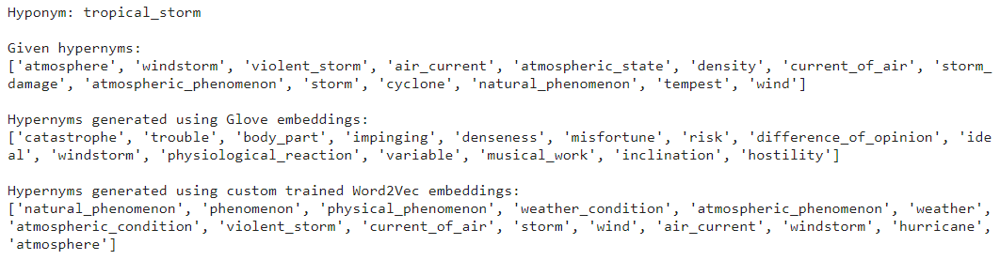 Hyponym: tropical_storm
Given hypernyms:
['atmosphere', 'windstorm', 'violent_storm', 'air_current', 'atmospheric_state', 'density', 'current_of_air', 'storm_
damage', 'atmospheric_phenomenon', 'storm', 'cyclone', 'natural_phenomenon', 'tempest', 'wind']
Hypernyms generated using Glove embeddings:
['catastrophe', 'trouble', 'body_part', 'impinging', 'denseness', 'misfortune', 'risk', 'difference_of_opinion', 'ide
al', 'windstorm', 'physiological_reaction', 'variable', 'musical_work', 'inclination', 'hostility']
Hypernyms generated using custom trained Word2Vec embeddings:
['natural_phenomenon', 'phenomenon', 'physical_phenomenon', 'weather_condition', 'atmospheric_phenomenon', 'weather',
'atmospheric_condition', 'violent_storm', 'current_of_air', 'storm', 'wind', 'air_current', 'windstorm', 'hurricane',
'atmosphere']